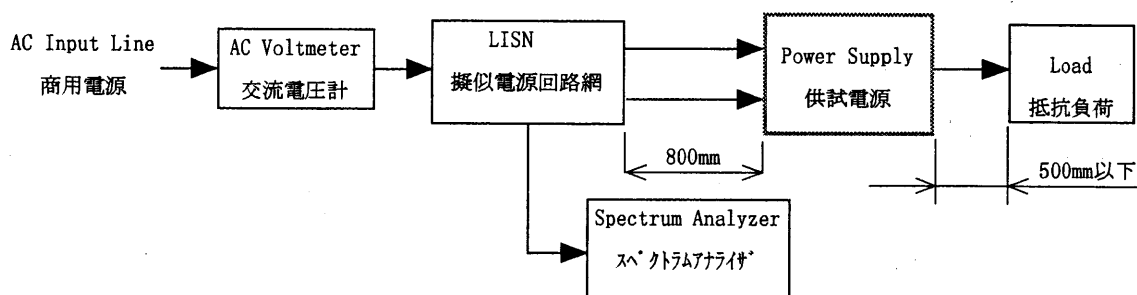 AC Input Line
商用電源
AC Voltmeter
交流電圧計
LISN
擬似電源回路網
Power Supply
供試電源
Load
抵抗負荷
800mm
500mm以下
Spectrum Analyzer
ｽﾍﾟｸﾄﾗﾑｱﾅﾗｲｻﾞ